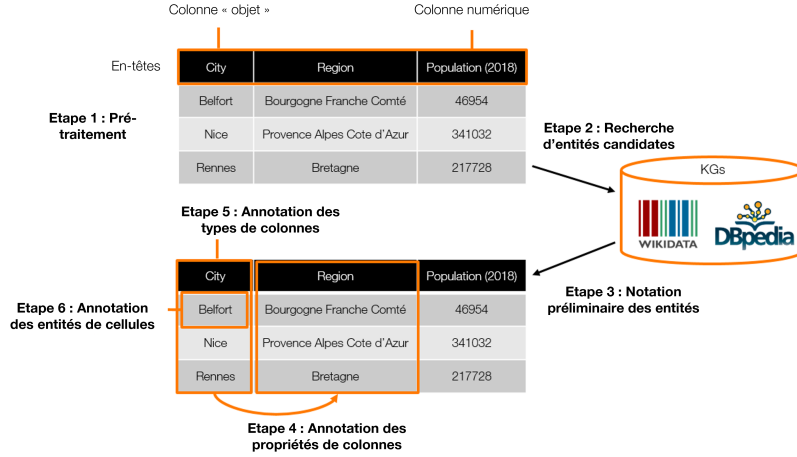 Colonne « objet »
Colonne numérique
En-têtes
City Region Population (2018)
Belfort Bourgogne Franche Comté 46954
Nice Provence Alpes Cote d'Azur 341032
Rennes Bretagne 217728
Etape 1 : Pré-
traitement
Etape 2 : Recherche
d'entités candidates
KGs
WIKIDATA
DBpedia
Etape 3 : Notation
préliminaire des entités
Etape 5 : Annotation des
types de colonnes
City Region Population (2018)
Belfort Bourgogne Franche Comté 46954
Nice Provence Alpes Cote d'Azur 341032
Rennes Bretagne 217728
Etape 6 : Annotation
des entités de cellules
Etape 4 : Annotation des
propriétés de colonnes